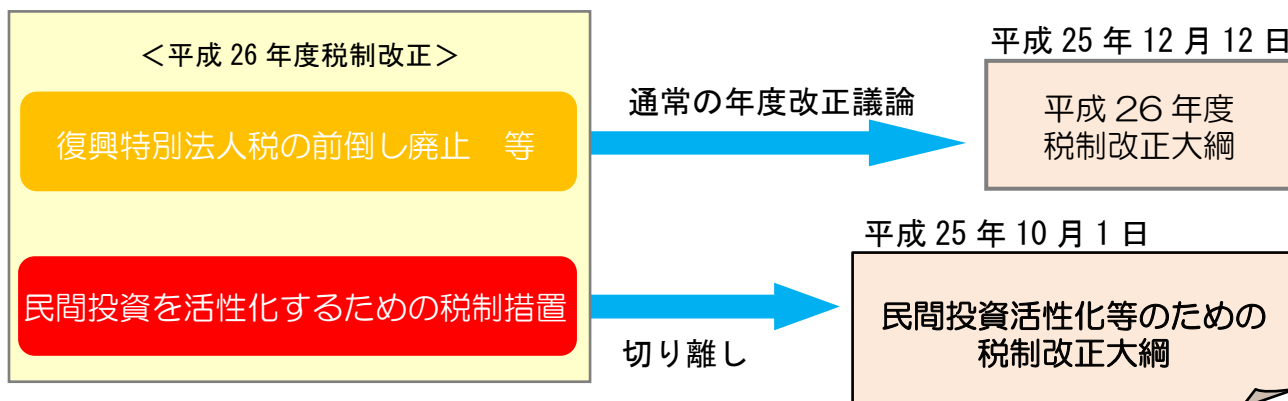 <平成 26 年度税制改正>
復興特別法人税の前倒し廃止　等
通常の年度改正議論
平成 25 年 12 月 12 日
平成 26 年度
税制改正大綱
民間投資を活性化するための税制措置
切り離し
平成 25 年 10 月 1 日
民間投資活性化等のための
税制改正大綱